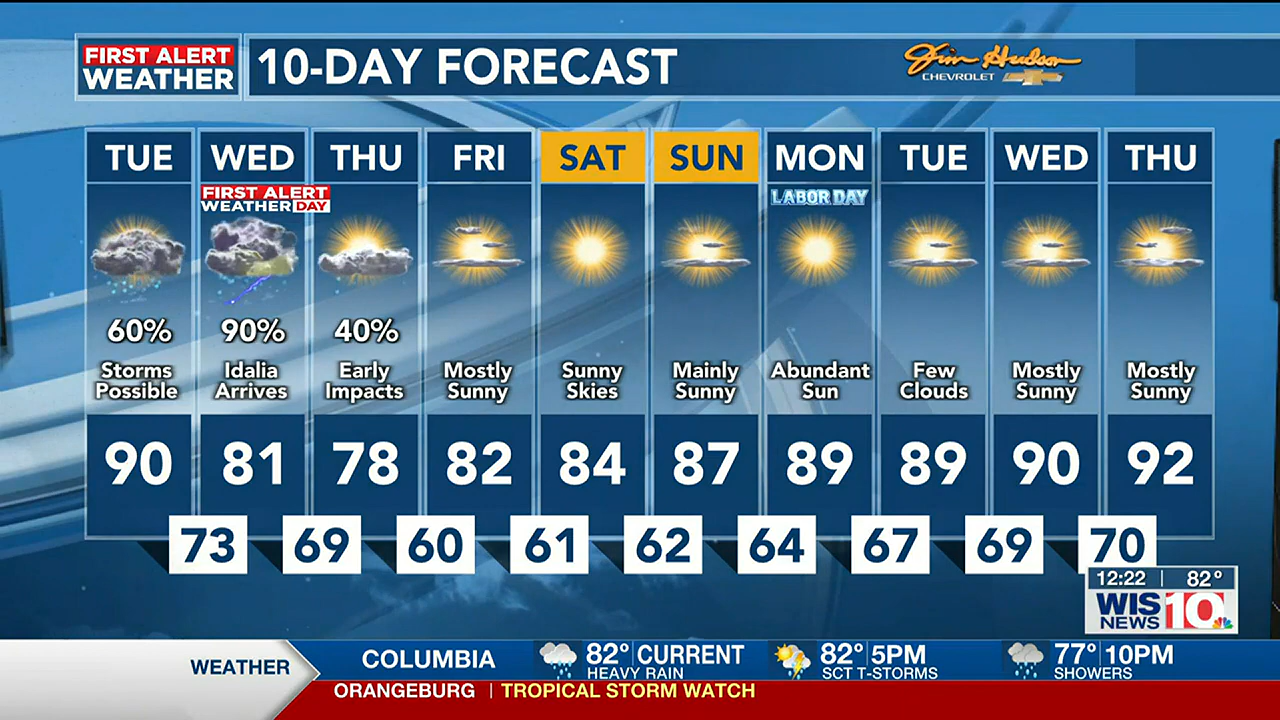 FIRST ALERT
WEATHER
10-DAY FORECAST
Jim Hudson
CHEVROLET
TUE WED THU FRI SAT SUN MON TUE WED THU
FIRST ALERT
WEATHER DAY
LABOR DAY
60% 90% 40%
Storms Idalia Early Mostly Sunny Mainly Abundant Few Mostly Mostly
Possible Arrives Impacts Sunny Skies Sunny Sun Clouds Sunny Sunny
90 81 78 82 84 87 89 89 90 92
73 69 60 61 62 64 67 69 70
12:22 | 82°
WIS 10
NEWS
WEATHER COLUMBIA 82° CURRENT 82° 5PM 77° 10PM
HEAVY RAIN SCT T-STORMS SHOWERS
ORANGEBURG | TROPICAL STORM WATCH